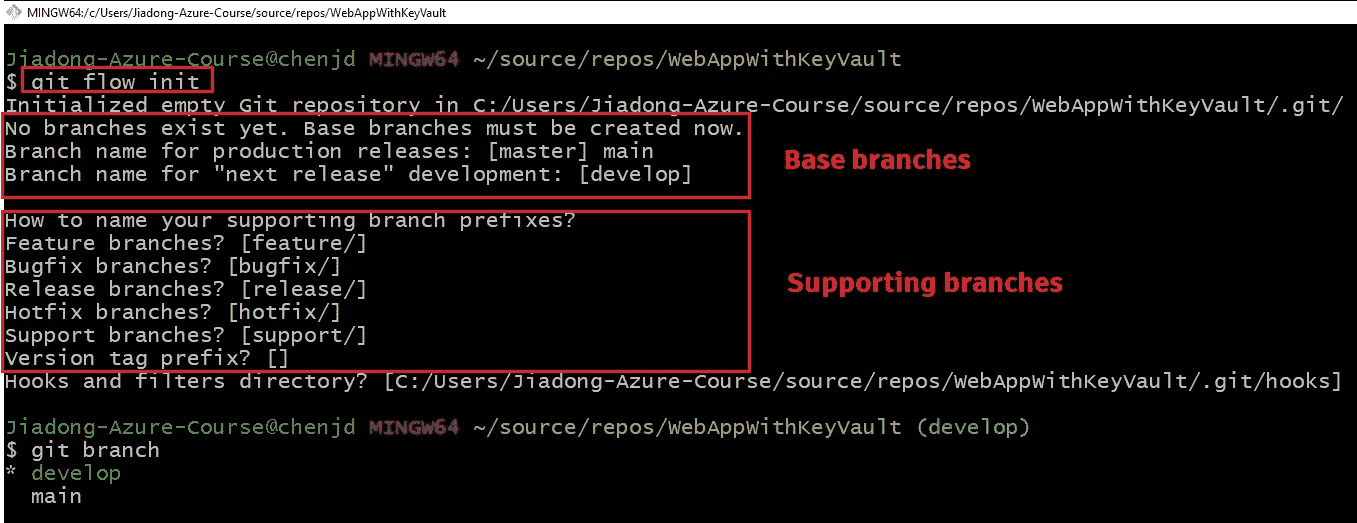 MINGW64:/c/Users/Jiadong-Azure-Course/source/repos/WebAppWithKeyVault
Jiadong-Azure-Course@chenjd MINGW64 ~/source/repos/WebAppWithKeyVault
$ git flow init
Initialized empty Git repository in C:/Users/Jiadong-Azure-Course/source/repos/WebAppWithKeyVault/.git/
No branches exist yet. Base branches must be created now.
Branch name for production releases: [master] main
Branch name for "next release" development: [develop]
Base branches
How to name your supporting branch prefixes?
Feature branches? [feature/]
Bugfix branches? [bugfix/]
Release branches? [release/]
Hotfix branches? [hotfix/]
Support branches? [support/]
Version tag prefix? []
Supporting branches
Hooks and filters directory? [C:/Users/Jiadong-Azure-Course/source/repos/WebAppWithKeyVault/.git/hooks]
Jiadong-Azure-Course@chenjd MINGW64 ~/source/repos/WebAppWithKeyVault (develop)
$ git branch
* develop
main